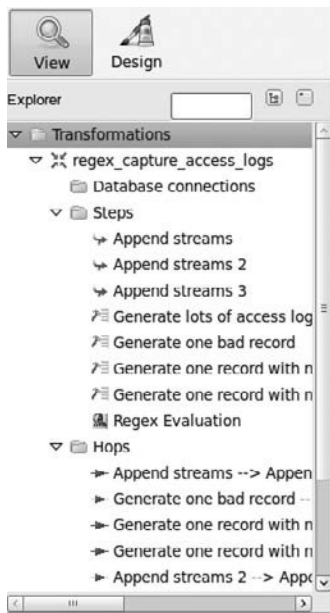 View Design
Explorer
Transformations
regex_capture_access_logs
Database connections
Steps
Append streams
Append streams 2
Append streams 3
Generate lots of access log
Generate one bad record
Generate one record with n
Generate one record with n
Regex Evaluation
Hops
Append streams --> Appen
Generate one bad record --
Generate one record with n
Generate one record with n
Append streams 2 --> Appe